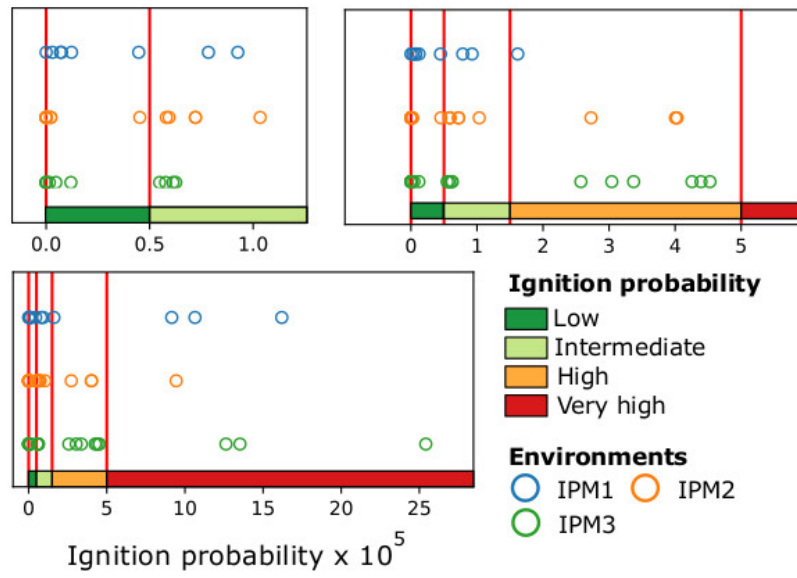 0.0 0.5 1.0
0 1 2 3 4 5
0 5 10 15 20 25
Ignition probability x 10^5
Ignition probability
Low
Intermediate
High
Very high
Environments
IPM1 IPM2
IPM3